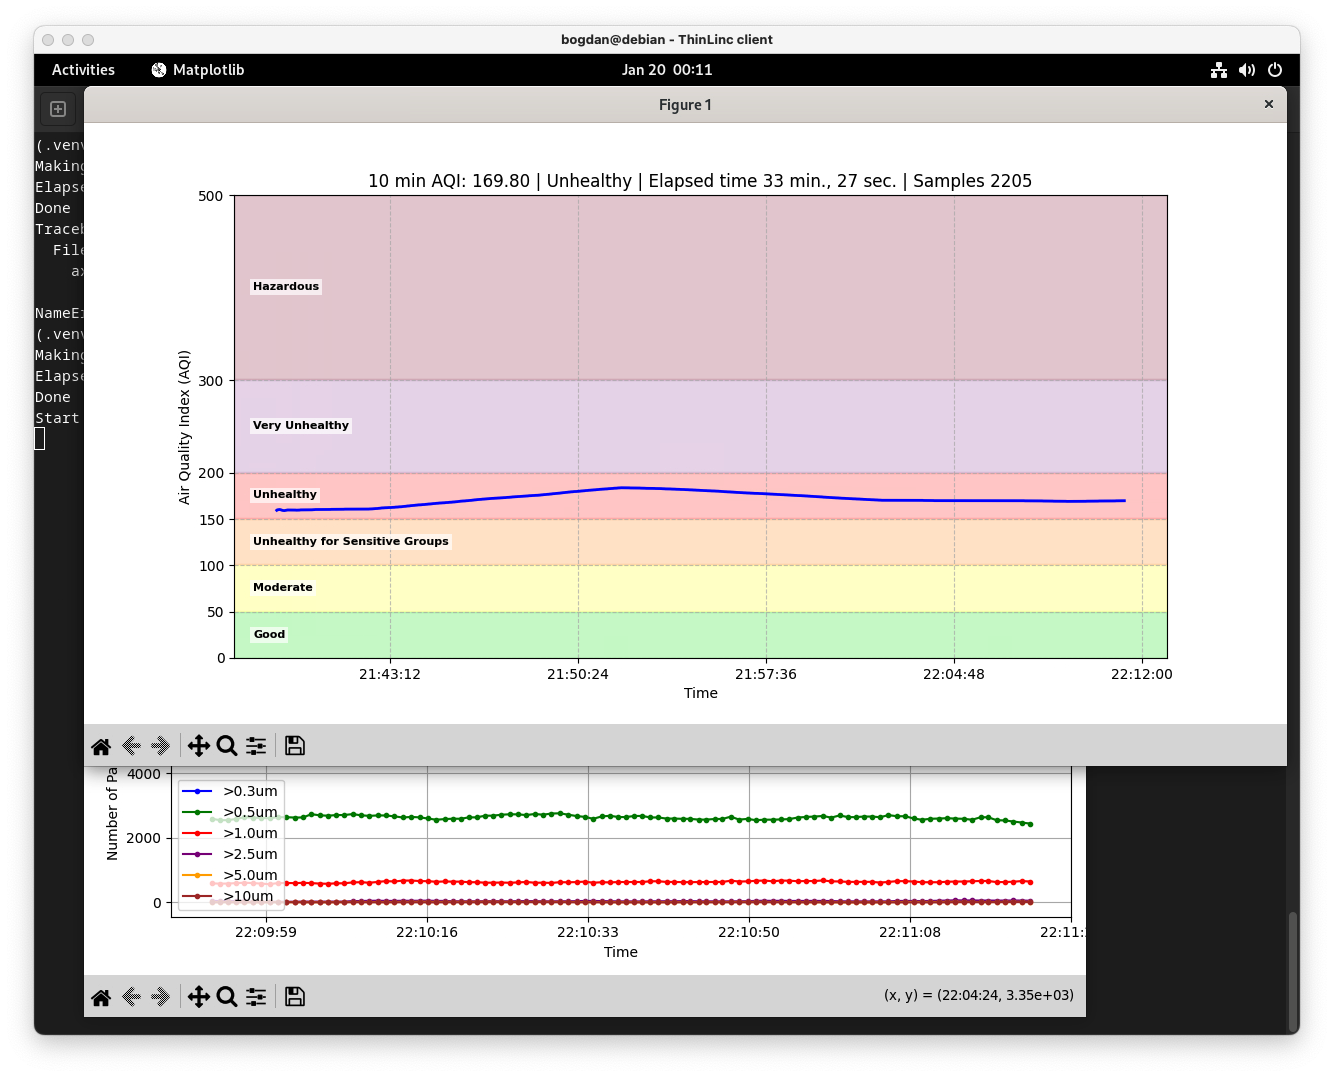 bogdan@debian - ThinLinc client
Activities
Matplotlib
Jan 20 00:11
Figure 1
(.venv
Making
Elapse
Done
Traceb
File
ax
(.venv
Making
Elapse
Done
Start
10 min AQI: 169.80 | Unhealthy | Elapsed time 33 min., 27 sec. | Samples 2205
Air Quality Index (AQI)
500
300
200
150
100
50
0
Hazardous
Very Unhealthy
Unhealthy
Unhealthy for Sensitive Groups
Moderate
Good
21:43:12
21:50:24
21:57:36
22:04:48
22:12:00
Time
Number of Pa
4000
2000
0
>0.3um
>0.5um
>1.0um
>2.5um
>5.0um
>10um
22:09:59
22:10:16
22:10:33
22:10:50
22:11:08
22:11:
Time
(x, y) = (22:04:24, 3.35e+03)